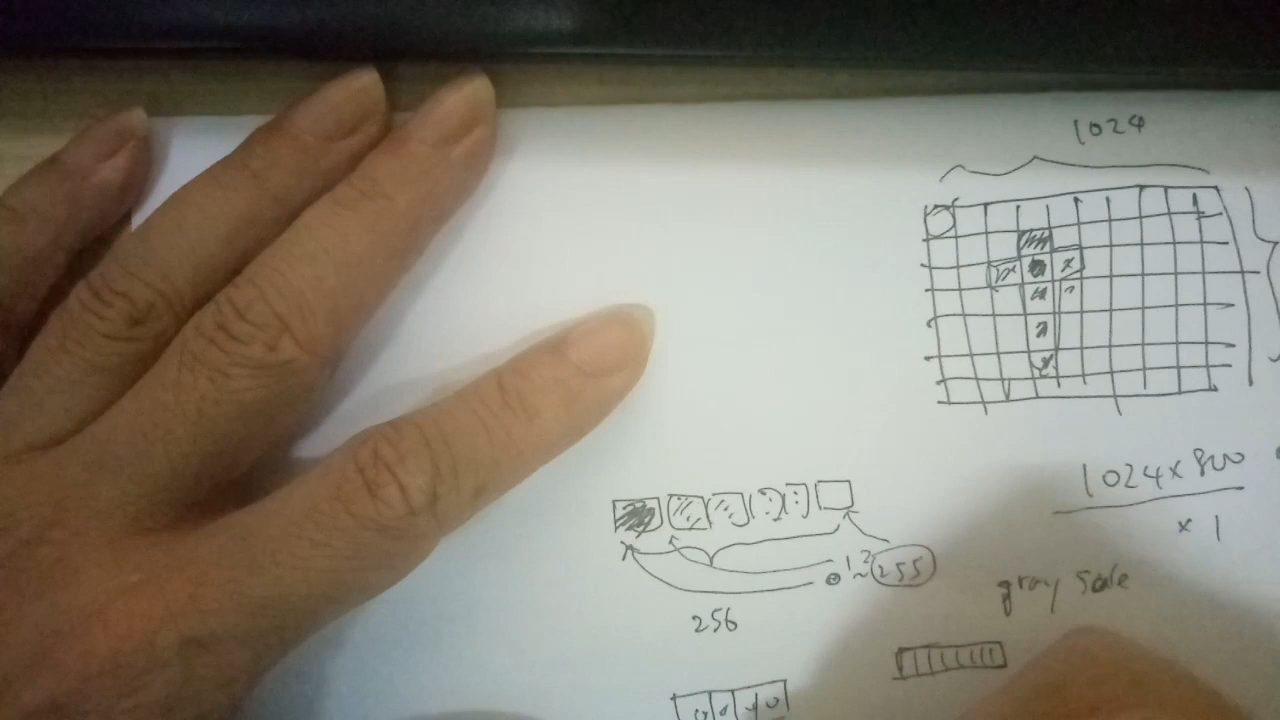 1024
1024 x 800
x 1
0 1 2 ~ 255
gray scale
256